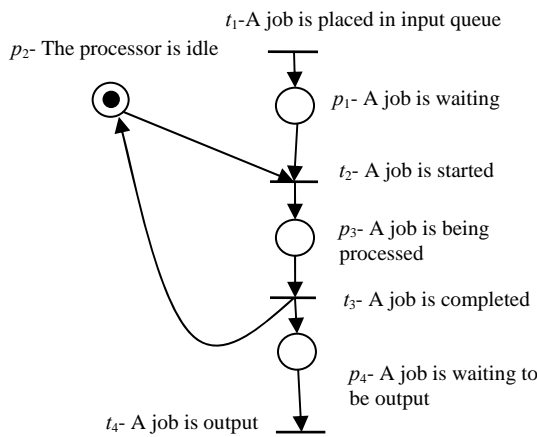 t₁-A job is placed in input queue
p₂- The processor is idle
p₁- A job is waiting
t₂- A job is started
p₃- A job is being
processed
t₃- A job is completed
p₄- A job is waiting to
be output
t₄- A job is output